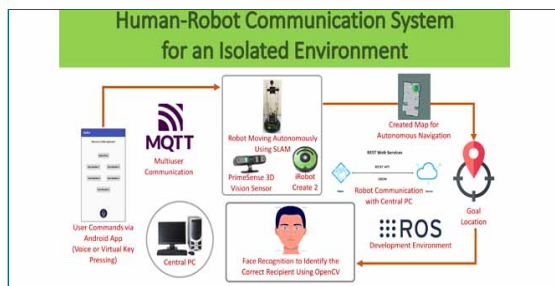 Human-Robot Communication System
for an Isolated Environment
MQTT
Multiuser
Communication
Robot Moving Autonomously
Using SLAM
PrimeSense 3D
Vision Sensor
iRobot
Create 2
Created Map for
Autonomous Navigation
REST Web Services
REST API
JSON
Robot Communication
with Central PC
Goal
Location
User Commands via
Android App
(Voice or Virtual Key
Pressing)
Central PC
Face Recognition to Identify the
Correct Recipient Using OpenCV
ROS
Development Environment